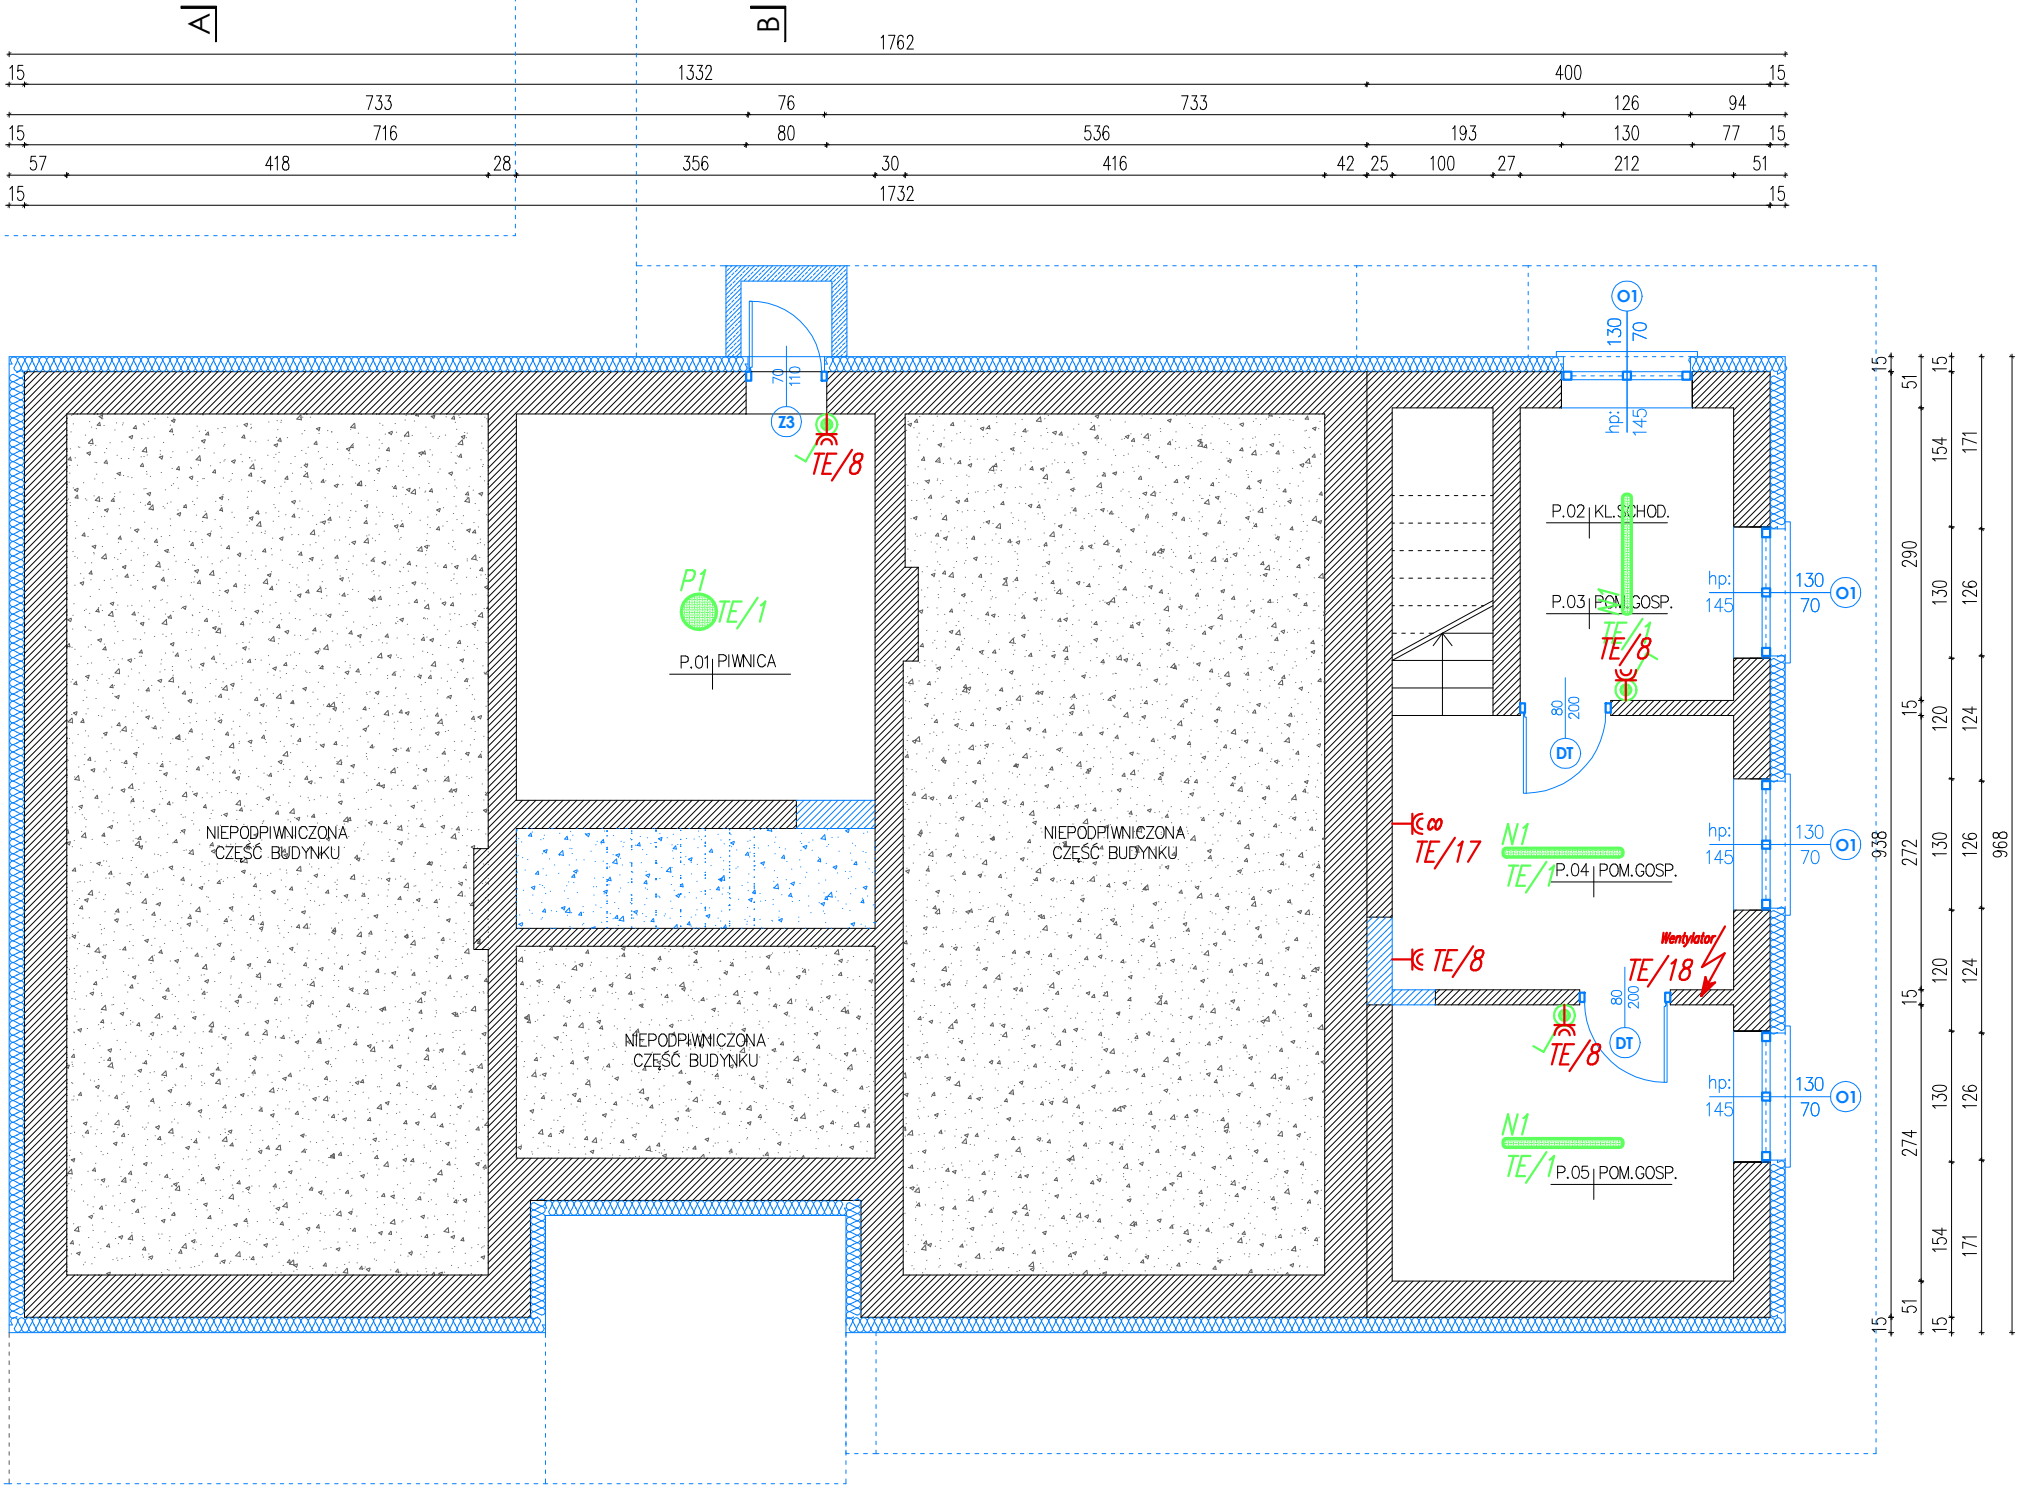 A
B
1762
15 1332 400 15
733 76 733 126 94
15 716 80 536 193 130 77 15
57 418 28 356 30 416 42 25 100 27 212 51
15 1732 15
O1
130
70
hp:
145
70
110
Z3
TE/8
P1
TE/1
P.01 PIWNICA
P.02 KL.SCHOD.
P.03 POM.GOSP.
N1
TE/1
TE/8
hp:
145
130
70
O1
80
200
DT
NIEPODPIWNICZONA
CZĘŚĆ BUDYNKU
NIEPODPIWNICZONA
CZĘŚĆ BUDYNKU
NIEPODPIWNICZONA
CZĘŚĆ BUDYNKU
CO
TE/17
N1
TE/1
P.04 POM.GOSP.
hp:
145
130
70
O1
TE/8
Wentylator
TE/18
80
200
DT
TE/8
N1
TE/1
P.05 POM.GOSP.
hp:
145
130
70
O1
15 938 15
51 290 15 272 15 274 51
15 154 130 120 130 120 130 154 15
171 126 124 126 124 126 171
968